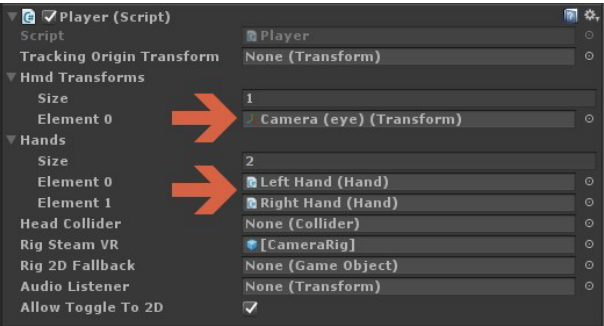 Player (Script)
Script Player
Tracking Origin Transform None (Transform)
Hmd Transforms
Size 1
Element 0 Camera (eye) (Transform)
Hands
Size 2
Element 0 Left Hand (Hand)
Element 1 Right Hand (Hand)
Head Collider None (Collider)
Rig Steam VR [CameraRig]
Rig 2D Fallback None (Game Object)
Audio Listener None (Transform)
Allow Toggle To 2D